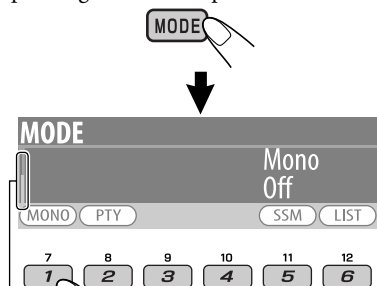 MODE
MODE
Mono
Off
MONO PTY SSM LIST
7 8 9 10 11 12
1 2 3 4 5 6